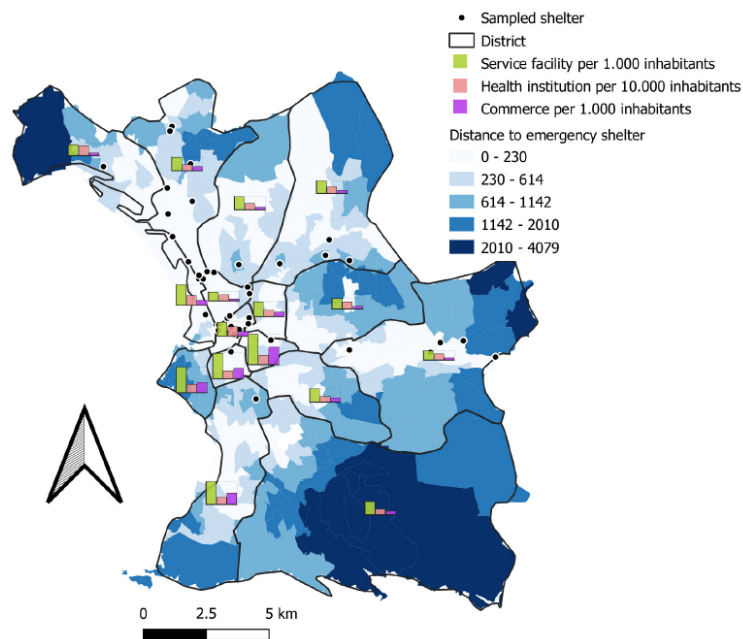 Sampled shelter
District
Service facility per 1.000 inhabitants
Health institution per 10.000 inhabitants
Commerce per 1.000 inhabitants
Distance to emergency shelter
0 - 230
230 - 614
614 - 1142
1142 - 2010
2010 - 4079
0 2.5 5 km